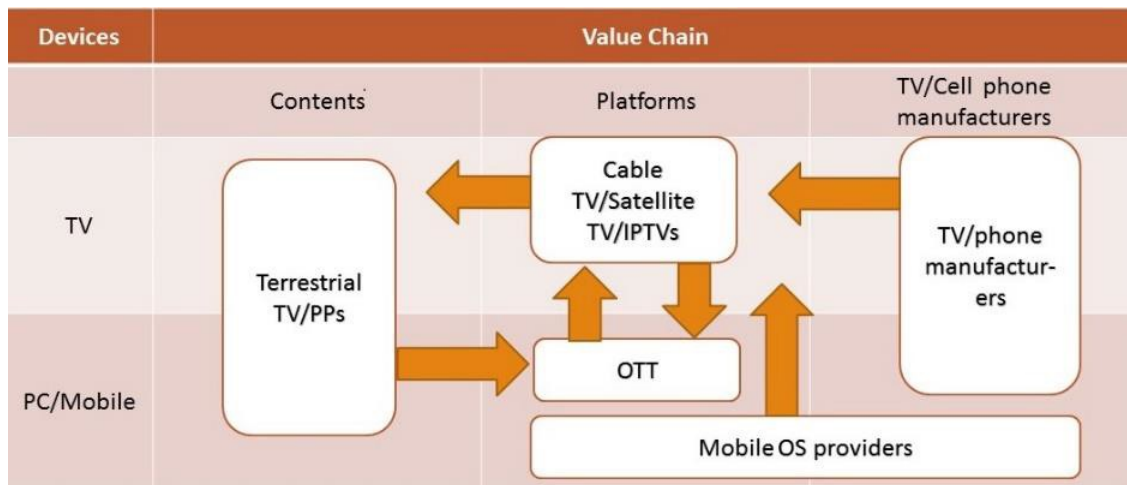 Devices
Value Chain
Contents
Platforms
TV/Cell phone
manufacturers
TV
Cable
TV/Satellite
TV/IPTVs
Terrestrial
TV/PPs
TV/phone
manufactur-
ers
PC/Mobile
OTT
Mobile OS providers